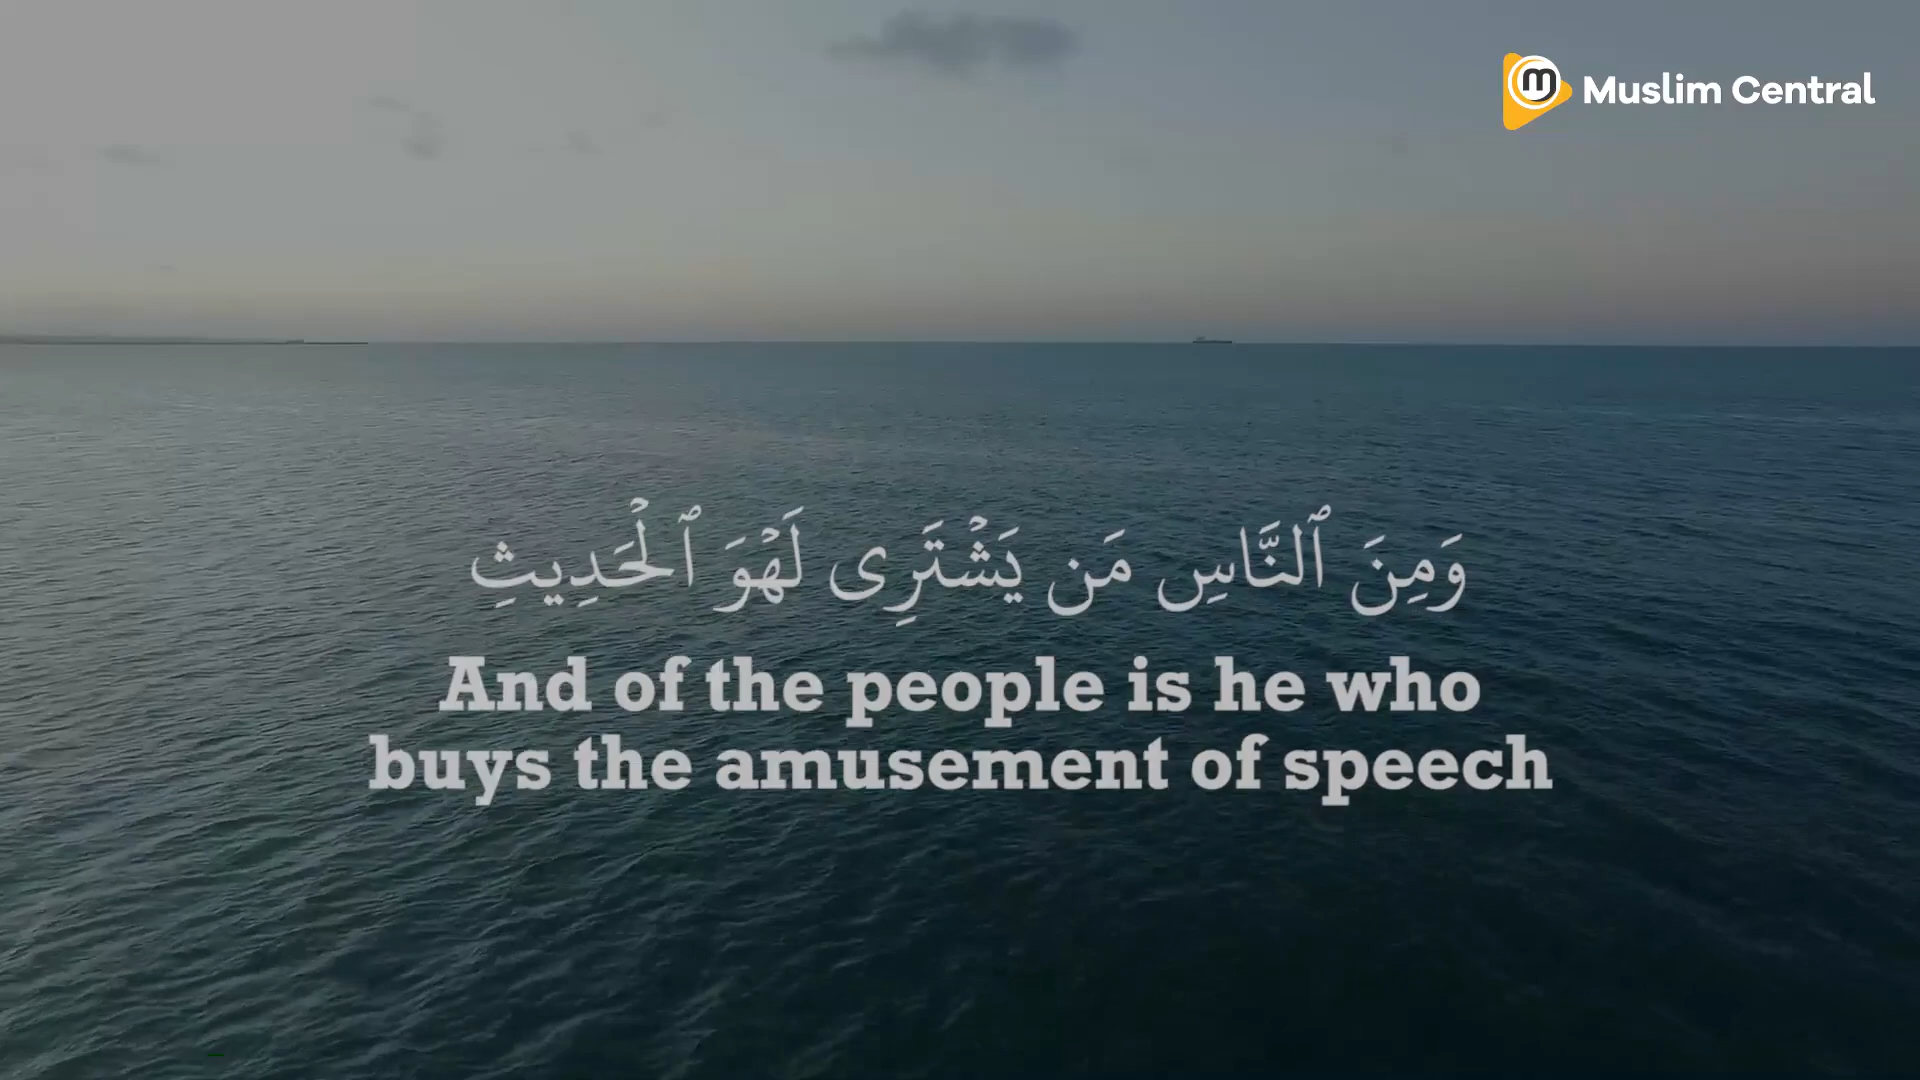 Muslim Central
وَمِنَ ٱلنَّاسِ مَن يَشْتَرِى لَهْوَ ٱلْحَدِيثِ
And of the people is he who
buys the amusement of speech